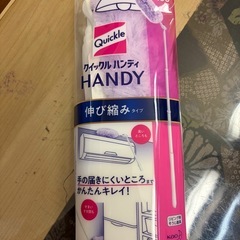 Quickle
クイックル ハンディ
HANDY
伸び縮みタイプ
手の届きにくいところまで
かんたんキレイ!
Kao